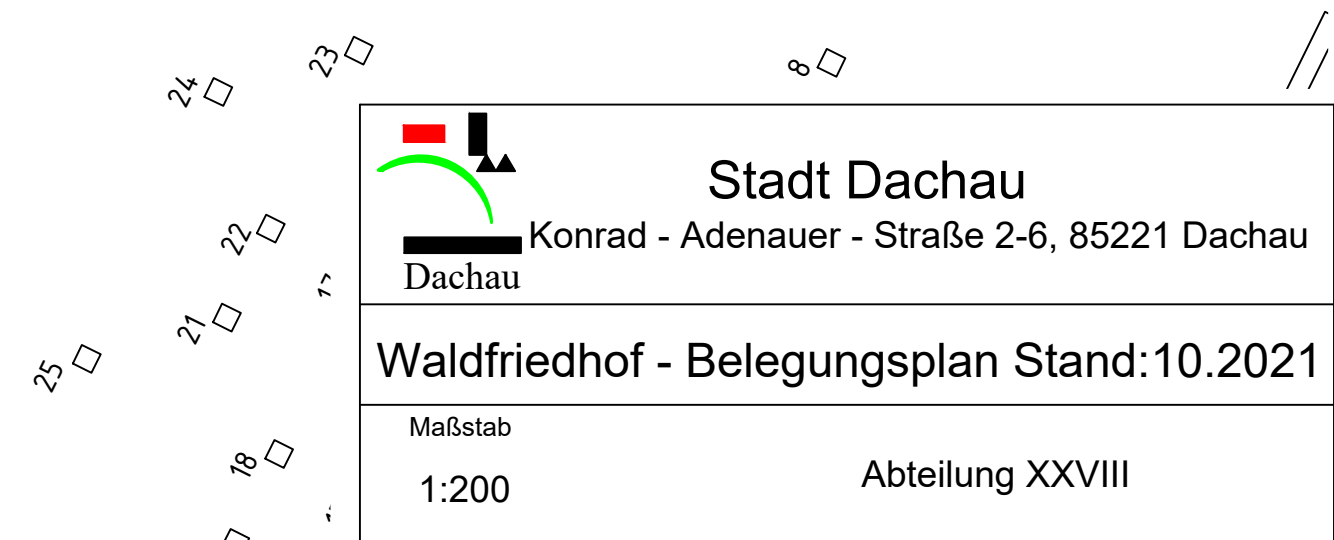 23
8
24
Stadt Dachau
Konrad - Adenauer - Straße 2-6, 85221 Dachau
Dachau
22
21
Waldfriedhof - Belegungsplan Stand:10.2021
25
Maßstab
18
1:200
Abteilung XXVIII